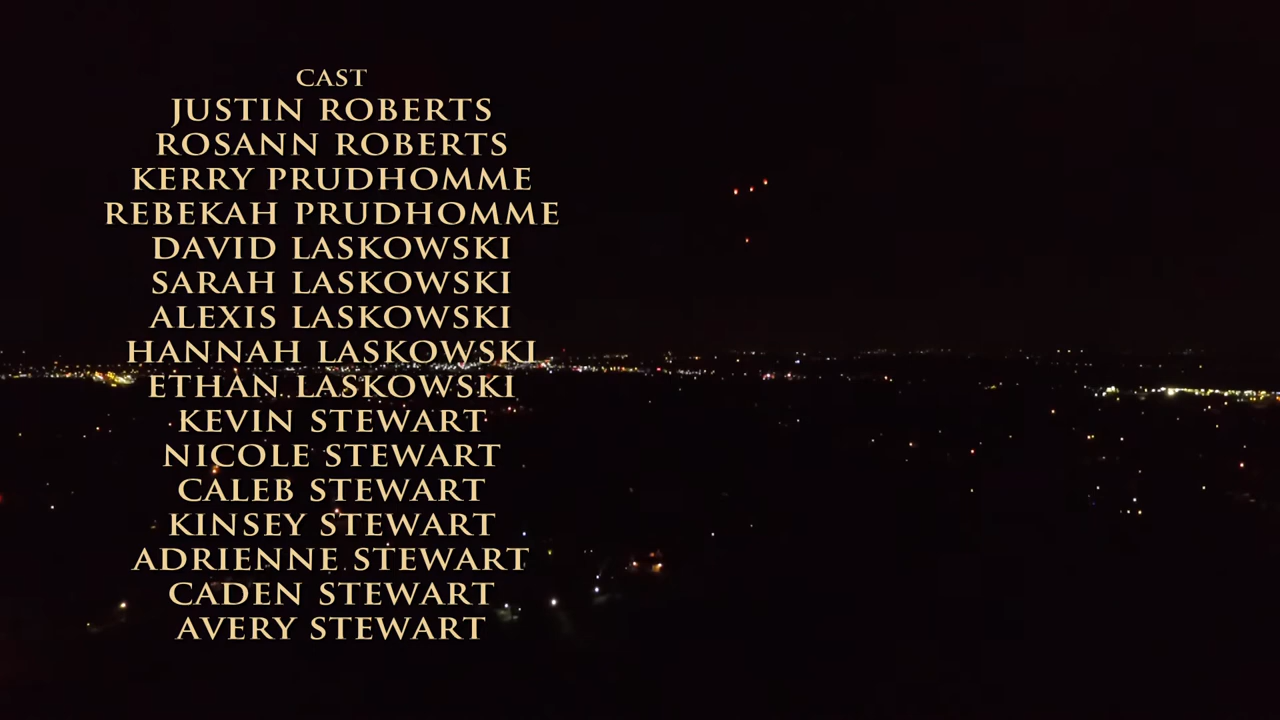 CAST
JUSTIN ROBERTS
ROSANN ROBERTS
KERRY PRUDHOMME
REBEKAH PRUDHOMME
DAVID LASKOWSKI
SARAH LASKOWSKI
ALEXIS LASKOWSKI
HANNAH LASKOWSKI
ETHAN LASKOWSKI
KEVIN STEWART
NICOLE STEWART
CALEB STEWART
KINSEY STEWART
ADRIENNE STEWART
CADEN STEWART
AVERY STEWART